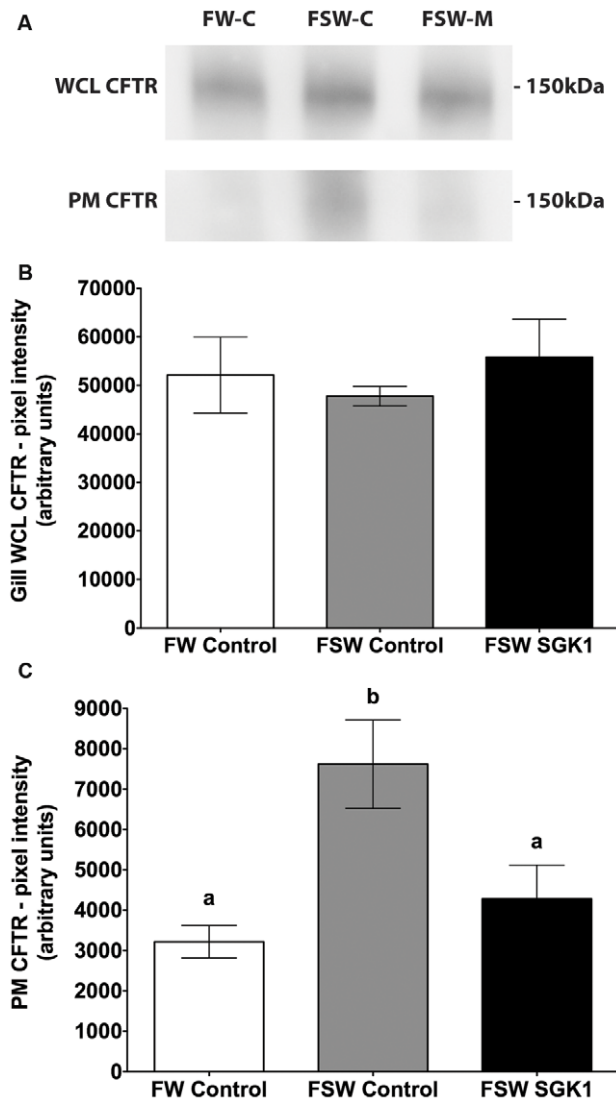 A
FW-C FSW-C FSW-M
WCL CFTR
- 150kDa
PM CFTR
- 150kDa
B
Gill WCL CFTR - pixel intensity
(arbitrary units)
70000
60000
50000
40000
30000
20000
10000
0
FW Control FSW Control FSW SGK1
C
PM CFTR - pixel intensity
(arbitrary units)
9000
8000
7000
6000
5000
4000
3000
2000
1000
0
a
b
a
FW Control FSW Control FSW SGK1